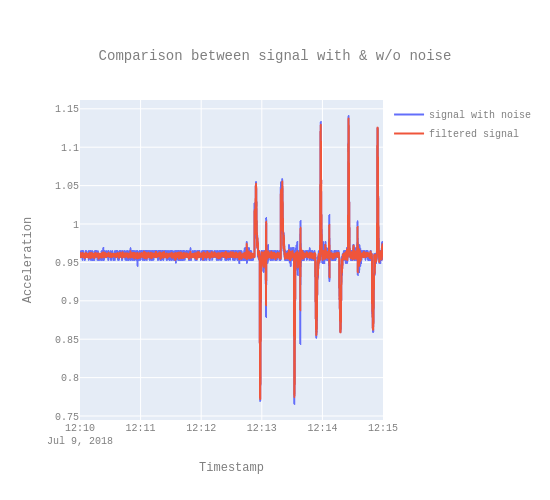 Comparison between signal with & w/o noise
signal with noise
filtered signal
Acceleration
1.15
1.1
1.05
1
0.95
0.9
0.85
0.8
0.75
12:10
12:11
12:12
12:13
12:14
12:15
Jul 9, 2018
Timestamp